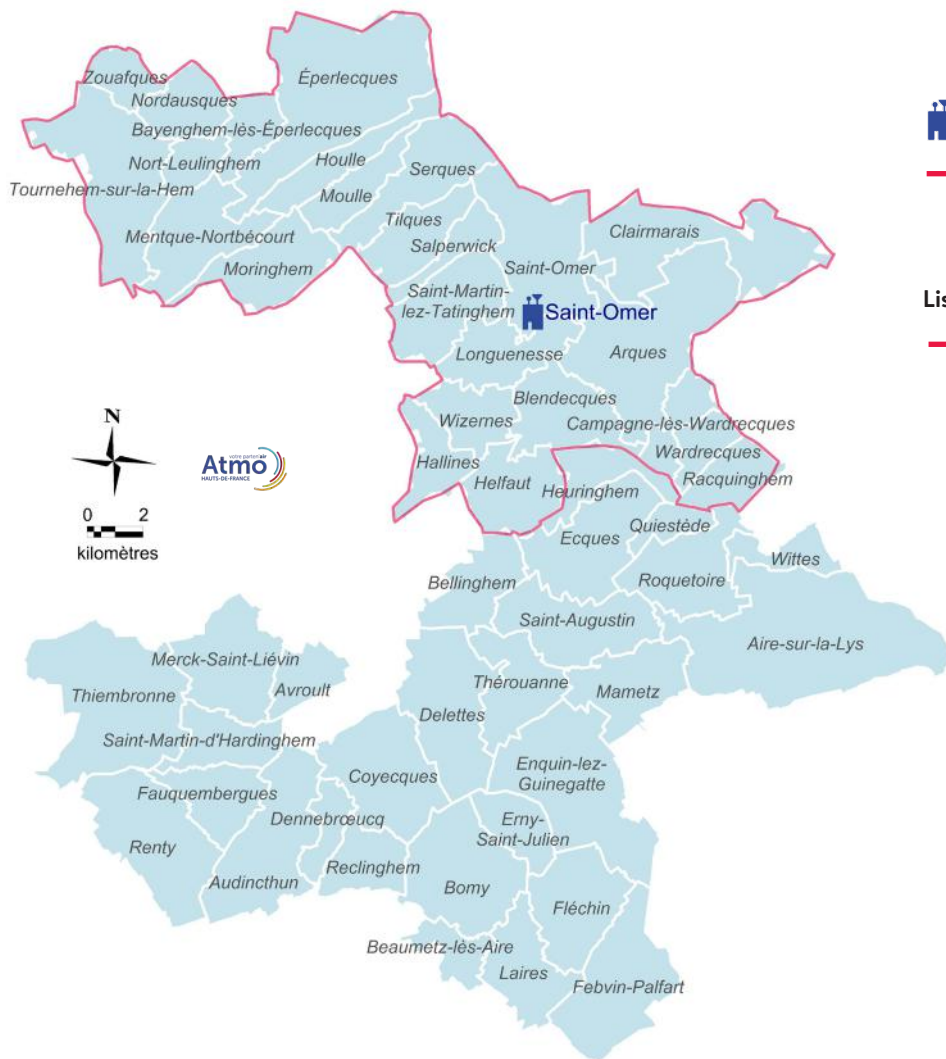 Zouafques
Éperlecques
Nordausques
Bayenghem-lès-Éperlecques
Nort-Leulinghem
Houlle
Serques
Tournehem-sur-la-Hem
Moulle
Tilques
Mentque-Nortbécourt
Clairmarais
Salperwick
Moringhem
Saint-Omer
Saint-Martin-
lez-Tatinghem
Saint-Omer
Lis
Longuenesse
Arques
Blendecques
Wizernes
Campagne-lès-Wardrecques
N
Wardrecques
votre partenair
Atmo
HAUTS-DE-FRANCE
Hallines
Helfaut
Racquinghem
Heuringhem
0 2
kilomètres
Quiestède
Ecques
Wittes
Bellinghem
Roquetoire
Saint-Augustin
Aire-sur-la-Lys
Merck-Saint-Liévin
Thiembronne
Avroult
Thérouanne
Mametz
Delettes
Saint-Martin-d'Hardinghem
Coyecques
Enquin-lez-
Guinegatte
Fauquembergues
Dennebrœucq
Erny-
Saint-Julien
Renty
Reclinghem
Audincthun
Bomy
Fléchin
Beaumetz-lès-Aire
Laires
Febvin-Palfart